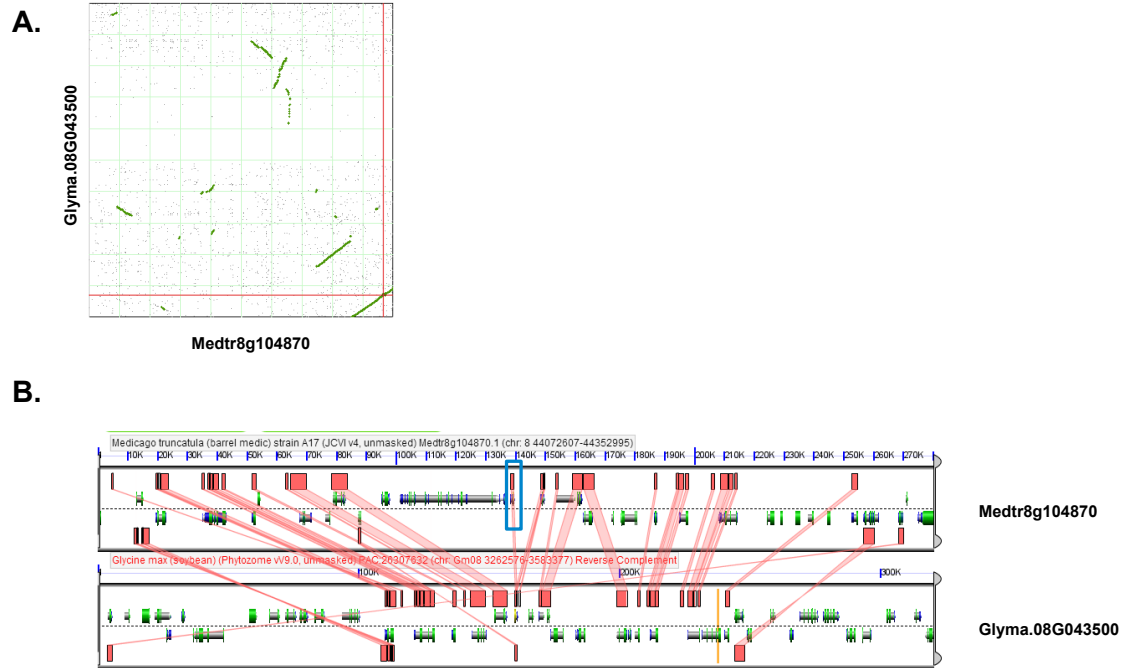 A.
Glyma.08G043500
Medtr8g104870
B.
Medicago truncatula (barrel medic) strain A17 (JCVI v4, unmasked) Medtr8g104870.1 (chr: 8 44072607-44352995)
10K 20K 30K 40K 50K 60K 70K 80K 90K 100K 110K 120K 130K 140K 150K 160K 170K 180K 190K 200K 210K 220K 230K 240K 250K 260K 270K
Medtr8g104870
Glycine max (soybean) (Phytozome v9.0, unmasked) PAC:26307632 (chr: Gm08 3262576-3583377) Reverse Complement
100K 200K 300K
Glyma.08G043500